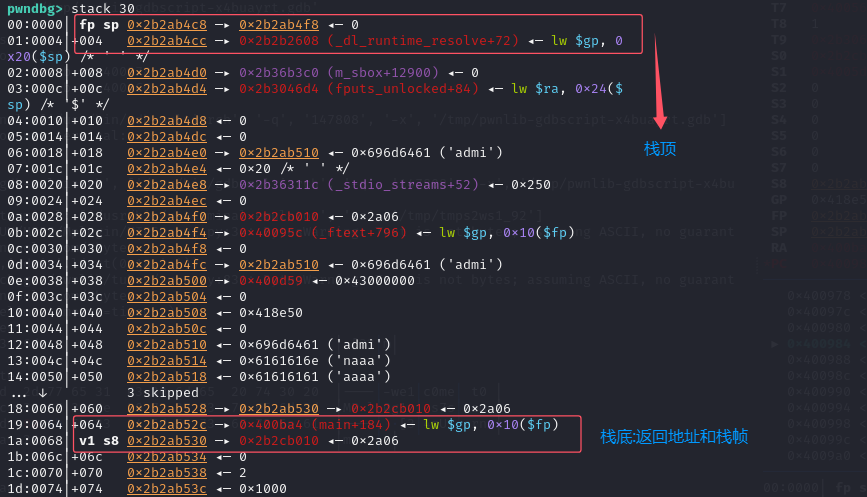 pwndbg> stack 30
00:0000│ fp sp 0×2b2ab4c8 —▸ 0×2b2ab4f8 ◂— 0
01:0004│+004 0×2b2ab4cc —▸ 0×2b2b2608 (_dl_runtime_resolve+72) ◂— lw $gp, 0
x20($sp) /* ' ' */
02:0008│+008 0×2b2ab4d0 —▸ 0×2b36b3c0 (m_sbox+12900) ◂— 0
03:000c│+00c 0×2b2ab4d4 —▸ 0×2b3046d4 (fputs_unlocked+84) ◂— lw $ra, 0×24($
sp) /* '$' */
04:0010│+010 0×2b2ab4d8 ◂— 0
05:0014│+014 0×2b2ab4dc ◂— 0
栈顶
06:0018│+018 0×2b2ab4e0 —▸ 0×2b2ab510 ◂— 0×696d6461 ('admi')
07:001c│+01c 0×2b2ab4e4 ◂— 0×20 /* ' ' */
08:0020│+020 0×2b2ab4e8 —▸ 0×2b36311c (_stdio_streams+52) ◂— 0×250
09:0024│+024 0×2b2ab4ec ◂— 0
0a:0028│+028 0×2b2ab4f0 —▸ 0×2b2cb010 ◂— 0×2a06
0b:002c│+02c 0×2b2ab4f4 —▸ 0×40095c (_ftext+796) ◂— lw $gp, 0×10($fp)
0c:0030│+030 0×2b2ab4f8 ◂— 0
0d:0034│+034 0×2b2ab4fc —▸ 0×2b2ab510 ◂— 0×696d6461 ('admi')
0e:0038│+038 0×2b2ab500 —▸ 0×400d59 ◂— 0×43000000
0f:003c│+03c 0×2b2ab504 ◂— 0
10:0040│+040 0×2b2ab508 ◂— 0×418e50
11:0044│+044 0×2b2ab50c ◂— 0
12:0048│+048 0×2b2ab510 ◂— 0×696d6461 ('admi')
13:004c│+04c 0×2b2ab514 ◂— 0×6161616e ('naaa')
14:0050│+050 0×2b2ab518 ◂— 0×61616161 ('aaaa')
... ↓ 3 skipped
18:0060│+060 0×2b2ab528 —▸ 0×2b2ab530 —▸ 0×2b2cb010 ◂— 0×2a06
19:0064│+064 0×2b2ab52c —▸ 0×400ba4 (main+184) ◂— lw $gp, 0×10($fp)
栈底:返回地址和栈帧
1a:0068│ v1 s8 0×2b2ab530 —▸ 0×2b2cb010 ◂— 0×2a06
1b:006c│+06c 0×2b2ab534 ◂— 0
1c:0070│+070 0×2b2ab538 ◂— 2
1d:0074│+074 0×2b2ab53c ◂— 0×1000